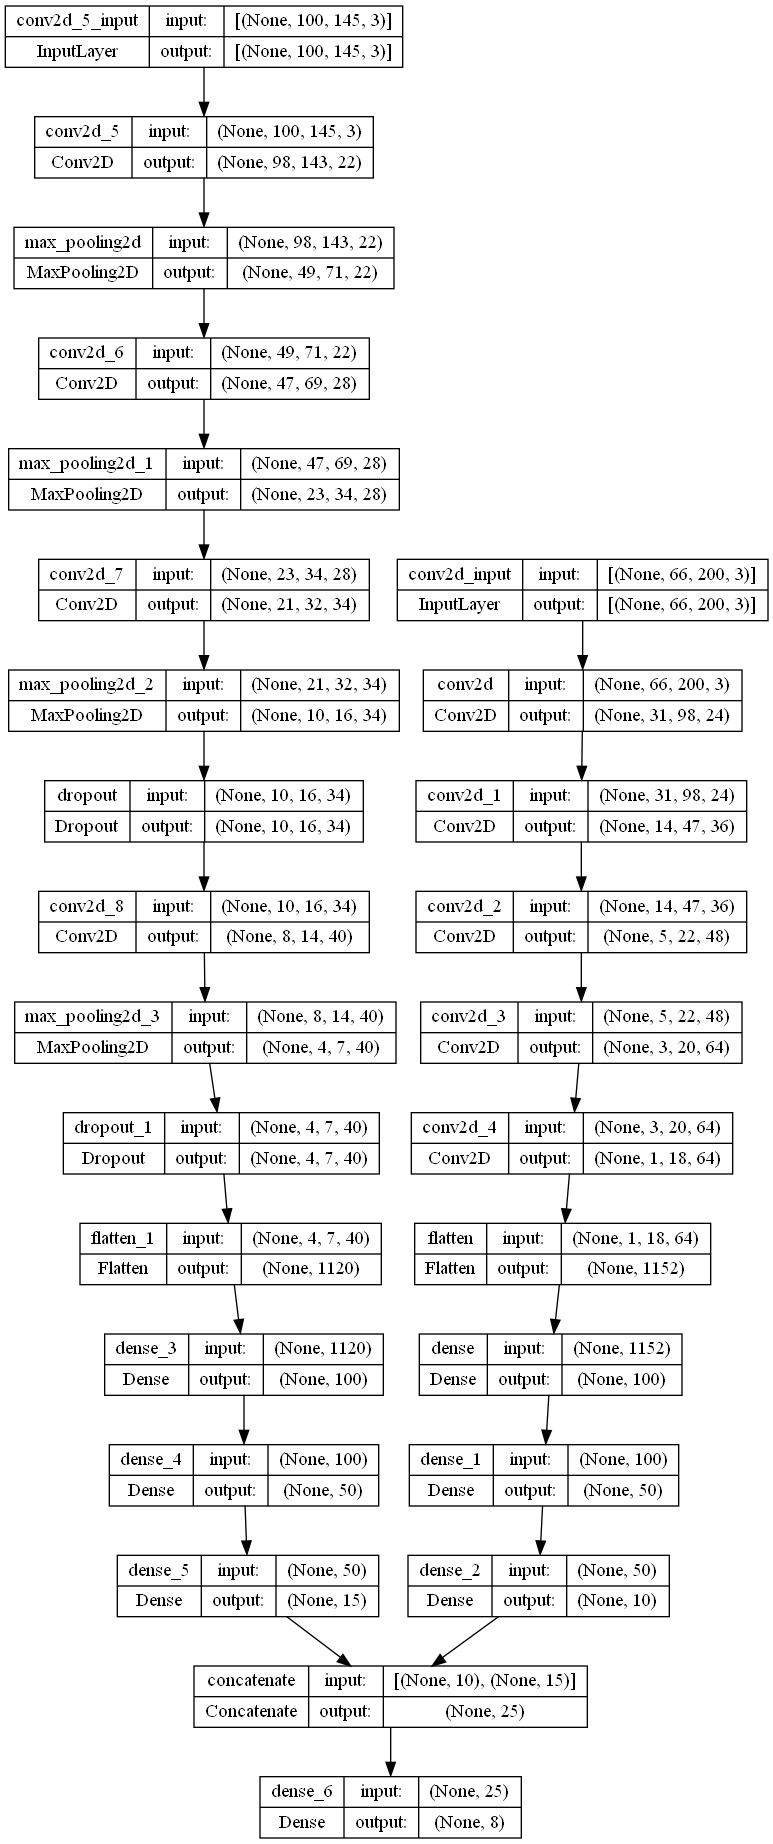 conv2d_5_input input: [(None, 100, 145, 3)]
InputLayer output: [(None, 100, 145, 3)]
conv2d_5 input: (None, 100, 145, 3)
Conv2D output: (None, 98, 143, 22)
max_pooling2d input: (None, 98, 143, 22)
MaxPooling2D output: (None, 49, 71, 22)
conv2d_6 input: (None, 49, 71, 22)
Conv2D output: (None, 47, 69, 28)
max_pooling2d_1 input: (None, 47, 69, 28)
MaxPooling2D output: (None, 23, 34, 28)
conv2d_7 input: (None, 23, 34, 28)
Conv2D output: (None, 21, 32, 34)
max_pooling2d_2 input: (None, 21, 32, 34)
MaxPooling2D output: (None, 10, 16, 34)
dropout input: (None, 10, 16, 34)
Dropout output: (None, 10, 16, 34)
conv2d_8 input: (None, 10, 16, 34)
Conv2D output: (None, 8, 14, 40)
max_pooling2d_3 input: (None, 8, 14, 40)
MaxPooling2D output: (None, 4, 7, 40)
dropout_1 input: (None, 4, 7, 40)
Dropout output: (None, 4, 7, 40)
flatten_1 input: (None, 4, 7, 40)
Flatten output: (None, 1120)
dense_3 input: (None, 1120)
Dense output: (None, 100)
dense_4 input: (None, 100)
Dense output: (None, 50)
dense_5 input: (None, 50)
Dense output: (None, 15)
conv2d_input input: [(None, 66, 200, 3)]
InputLayer output: [(None, 66, 200, 3)]
conv2d input: (None, 66, 200, 3)
Conv2D output: (None, 31, 98, 24)
conv2d_1 input: (None, 31, 98, 24)
Conv2D output: (None, 14, 47, 36)
conv2d_2 input: (None, 14, 47, 36)
Conv2D output: (None, 5, 22, 48)
conv2d_3 input: (None, 5, 22, 48)
Conv2D output: (None, 3, 20, 64)
conv2d_4 input: (None, 3, 20, 64)
Conv2D output: (None, 1, 18, 64)
flatten input: (None, 1, 18, 64)
Flatten output: (None, 1152)
dense input: (None, 1152)
Dense output: (None, 100)
dense_1 input: (None, 100)
Dense output: (None, 50)
dense_2 input: (None, 50)
Dense output: (None, 10)
concatenate input: [(None, 10), (None, 15)]
Concatenate output: (None, 25)
dense_6 input: (None, 25)
Dense output: (None, 8)